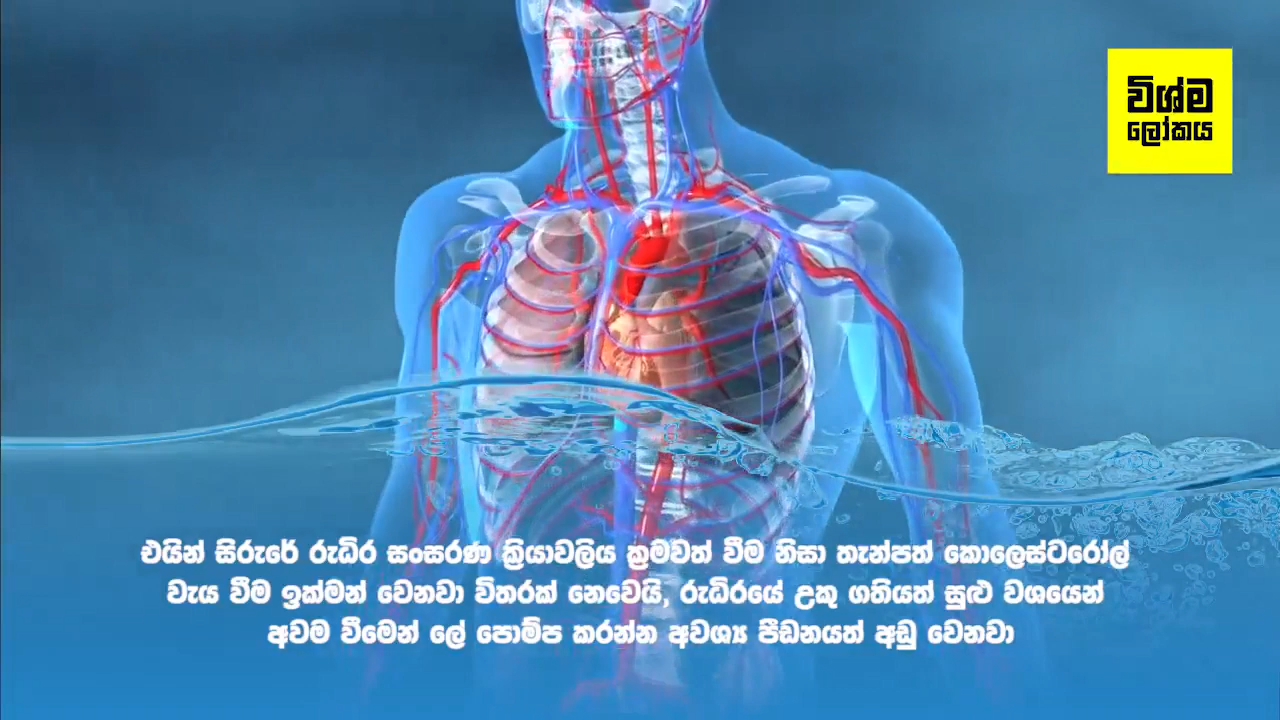 විශ්ම
ලෝකය
එයින් සිරුරේ රුධිර සංසරණ ක්‍රියාවලිය ක්‍රමවත් වීම නිසා තැන්පත් කොලෙස්ටරෝල්
වැය වීම ඉක්මන් වෙනවා විතරක් නෙවෙයි, රුධිරයේ උකු ගතියත් සුළු වශයෙන්
අවම වීමෙන් ලේ පොම්ප කරන්න අවශ්‍ය පීඩනයත් අඩු වෙනවා